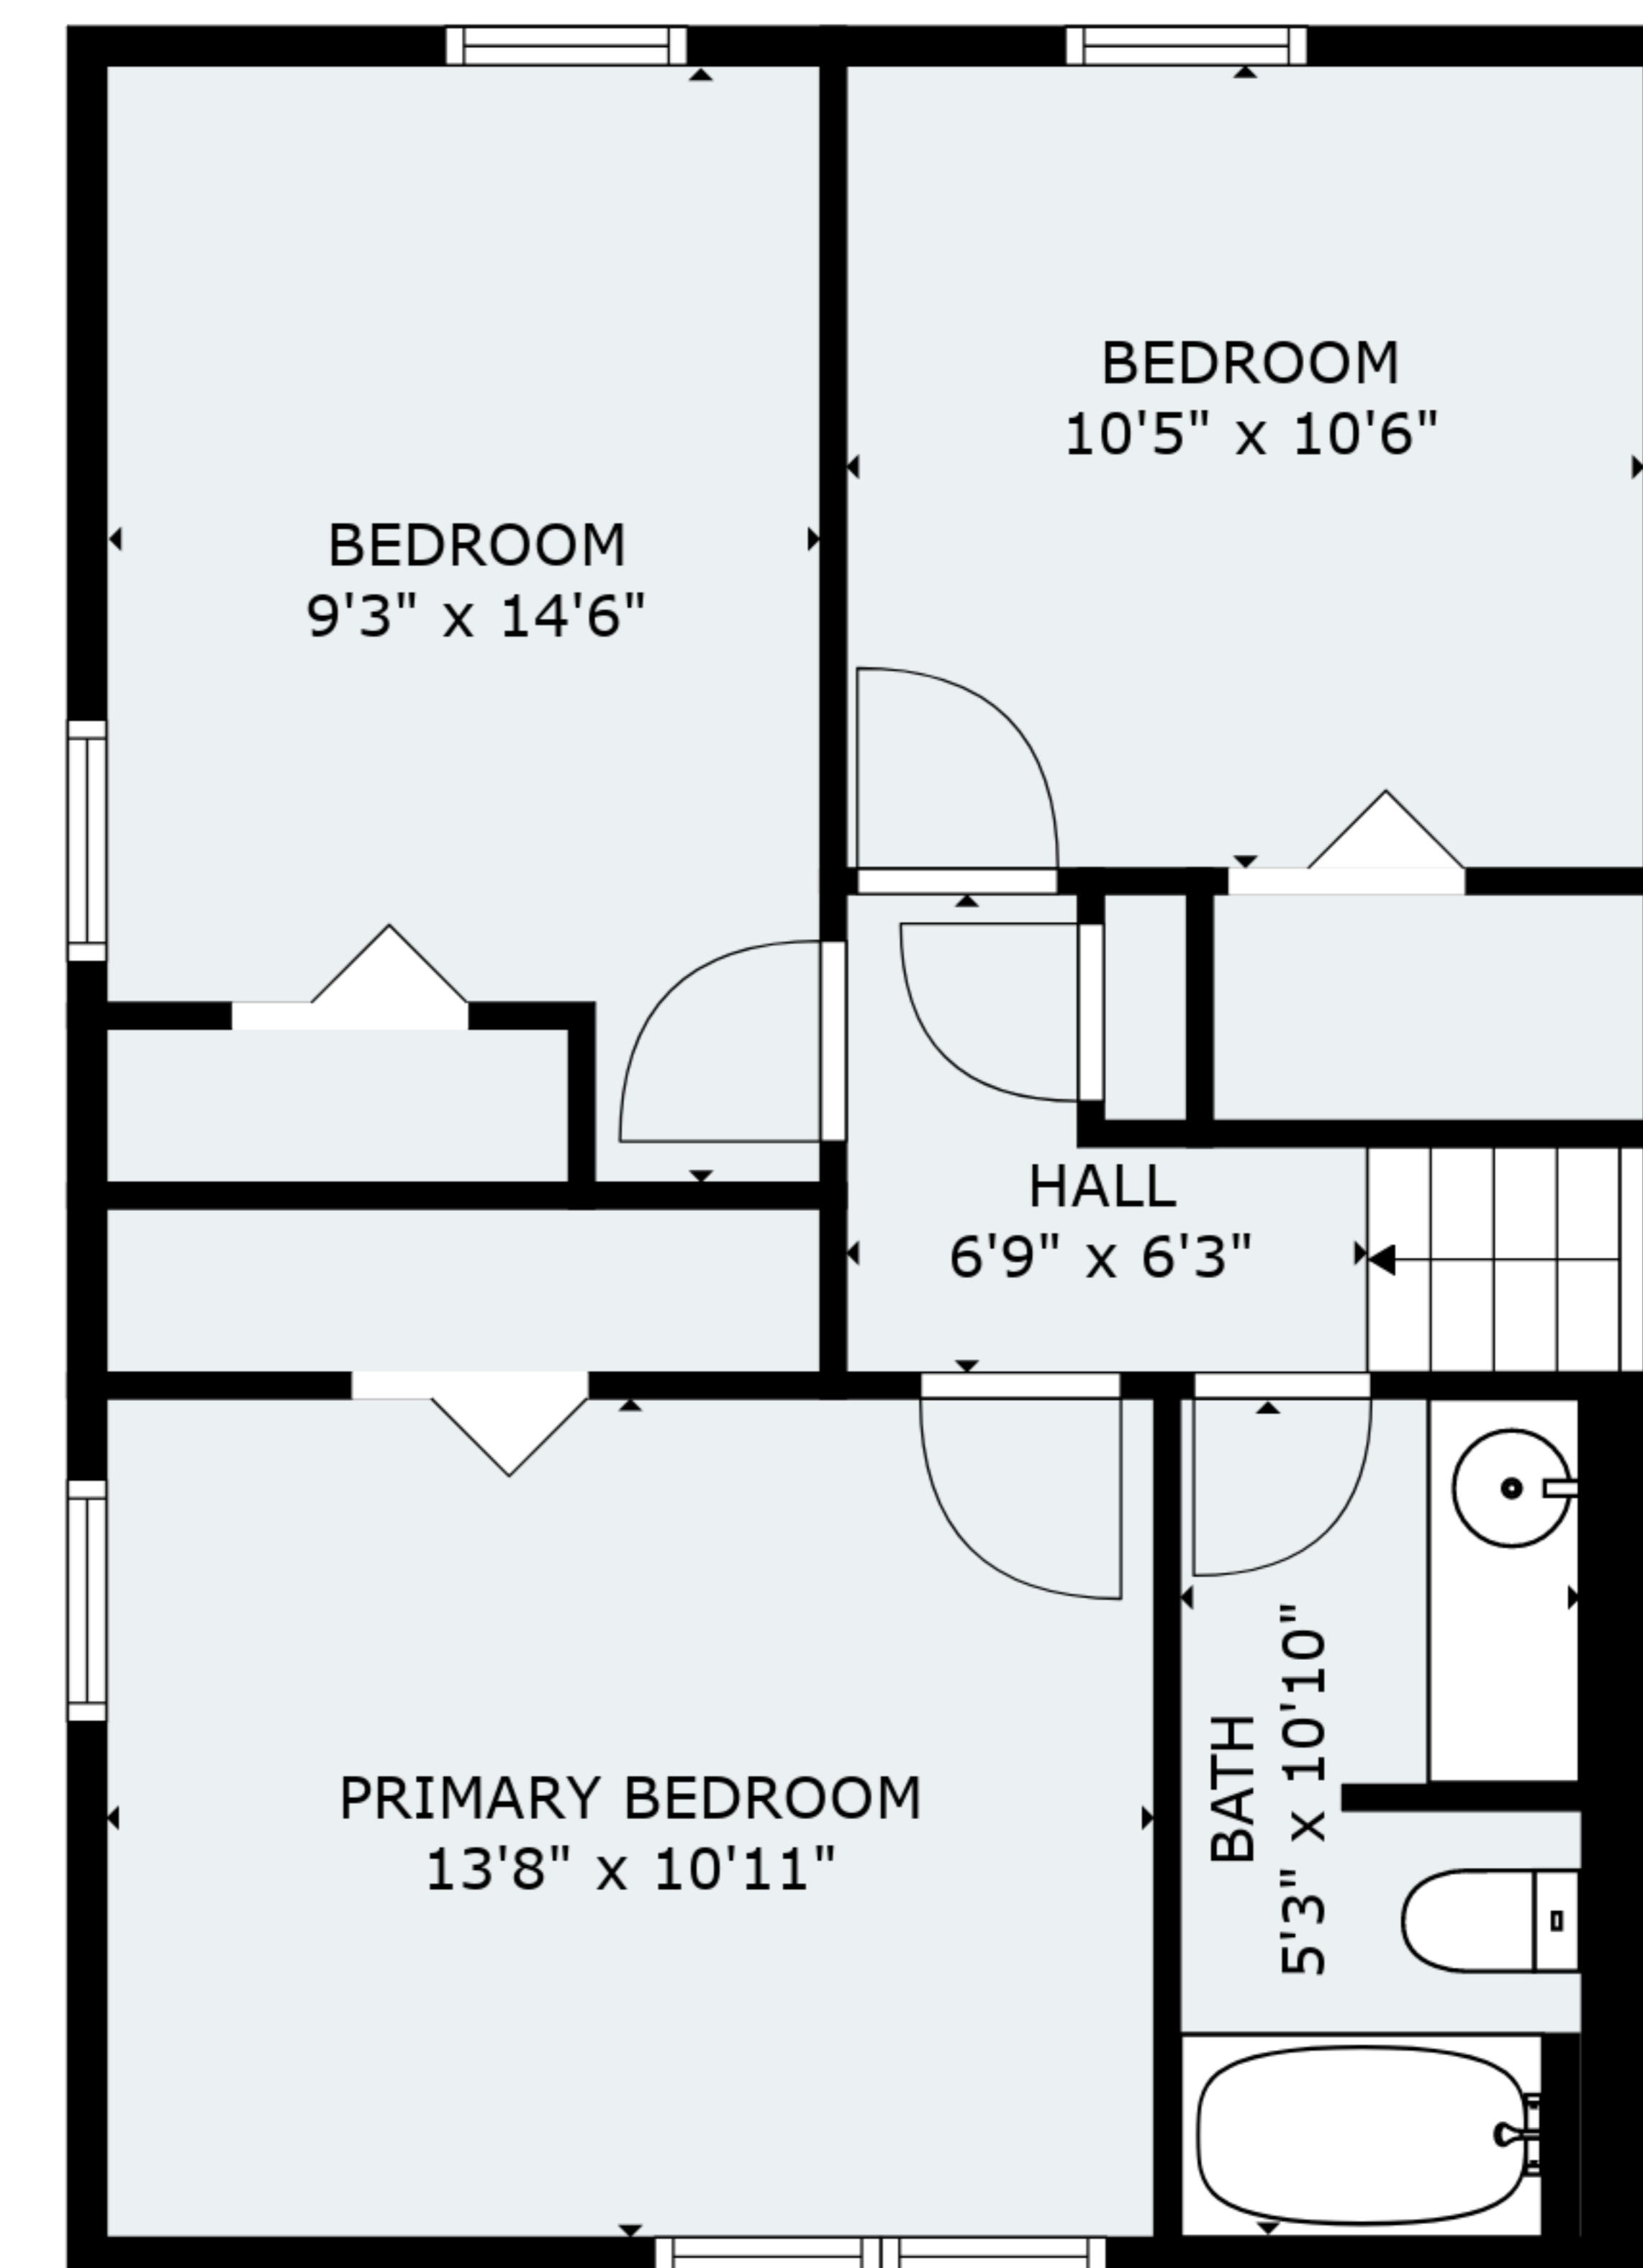 BEDROOM
10'5" x 10'6"
BEDROOM
9'3" x 14'6"
HALL
6'9" x 6'3"
PRIMARY BEDROOM
13'8" x 10'11"
BATH
5'3" x 10'10"